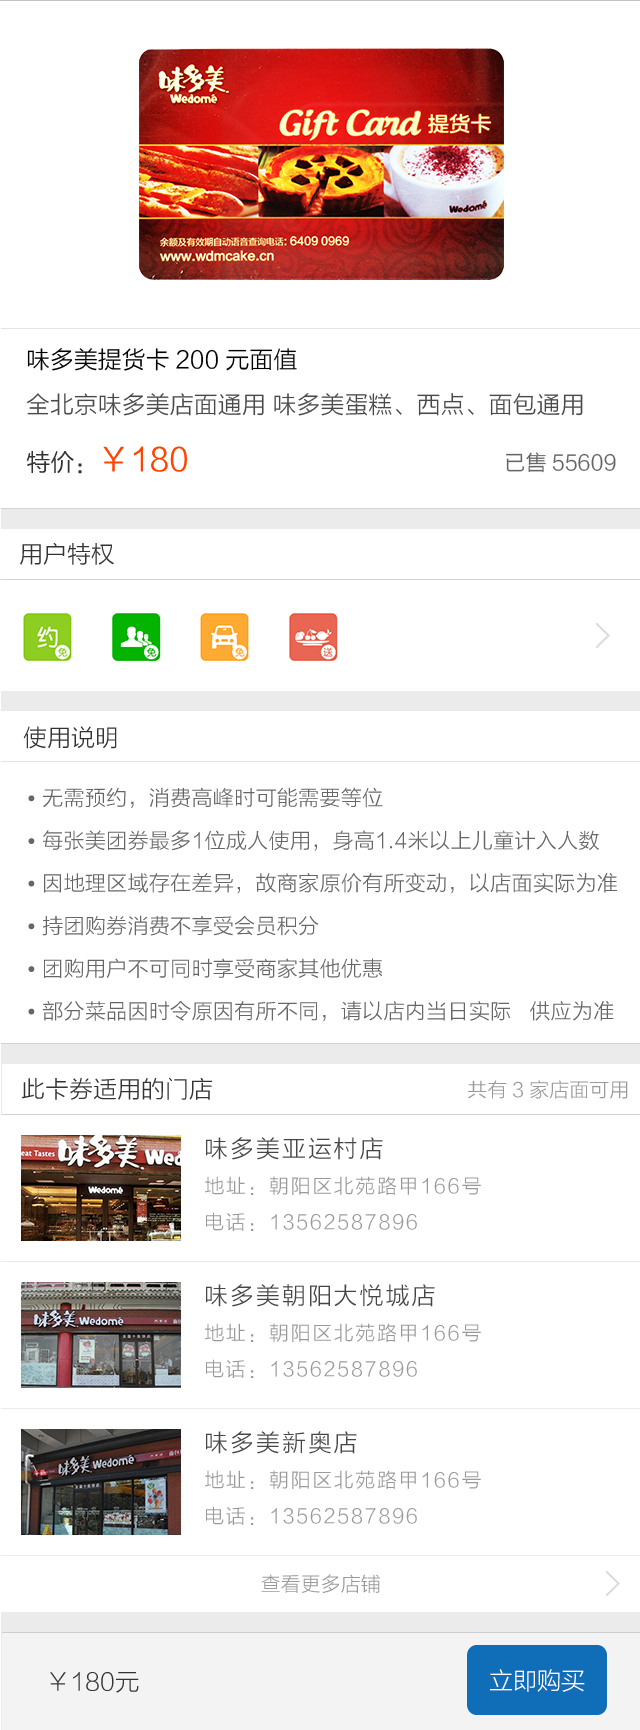 味多美
Wedomé
Gift Card 提货卡
Wedomé
余额及有效期自动语音查询电话: 6409 0969
www.wdmcake.cn
味多美提货卡 200 元面值
全北京味多美店面通用 味多美蛋糕、西点、面包通用
特价：￥180
已售 55609
用户特权
约 免
免
免
送
使用说明
• 无需预约，消费高峰时可能需要等位
• 每张美团券最多1位成人使用，身高1.4米以上儿童计入人数
• 因地理区域存在差异，故商家原价有所变动，以店面实际为准
• 持团购券消费不享受会员积分
• 团购用户不可同时享受商家其他优惠
• 部分菜品因时令原因有所不同，请以店内当日实际 供应为准
此卡券适用的门店
共有 3 家店面可用
eat Tastes 味多美 Wed
Wedomé
味多美亚运村店
地址：朝阳区北苑路甲166号
电话：13562587896
味多美 Wedomé
味多美朝阳大悦城店
地址：朝阳区北苑路甲166号
电话：13562587896
味多美 Wedomé
味多美新奥店
地址：朝阳区北苑路甲166号
电话：13562587896
查看更多店铺
￥180元
立即购买